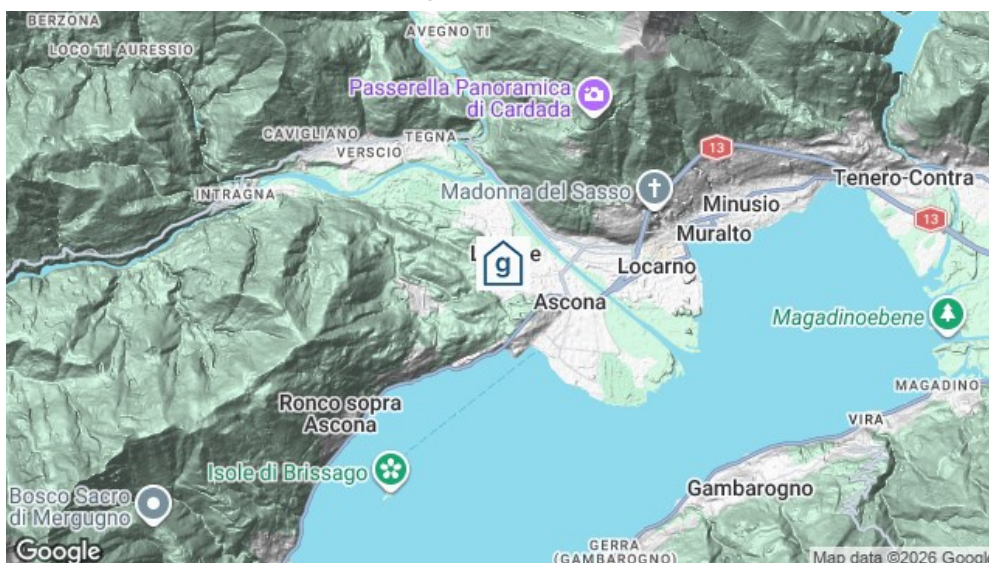 BERZONA
LOCO TI AURESSIO
AVEGNO TI
Passerella Panoramica
di Cardada
CAVIGLIANO
TEGNA
VERSCIO
13
INTRAGNA
Madonna del Sasso
Tenero-Contra
Minusio
13
Muralto
g
Locarno
Ascona
Magadinoebene
MAGADINO
Ronco sopra
Ascona
VIRA
Isole di Brissago
Gambarogno
Bosco Sacro
di Mergugno
GERRA
(GAMBAROGNO)
Google
Map data ©2026 Google